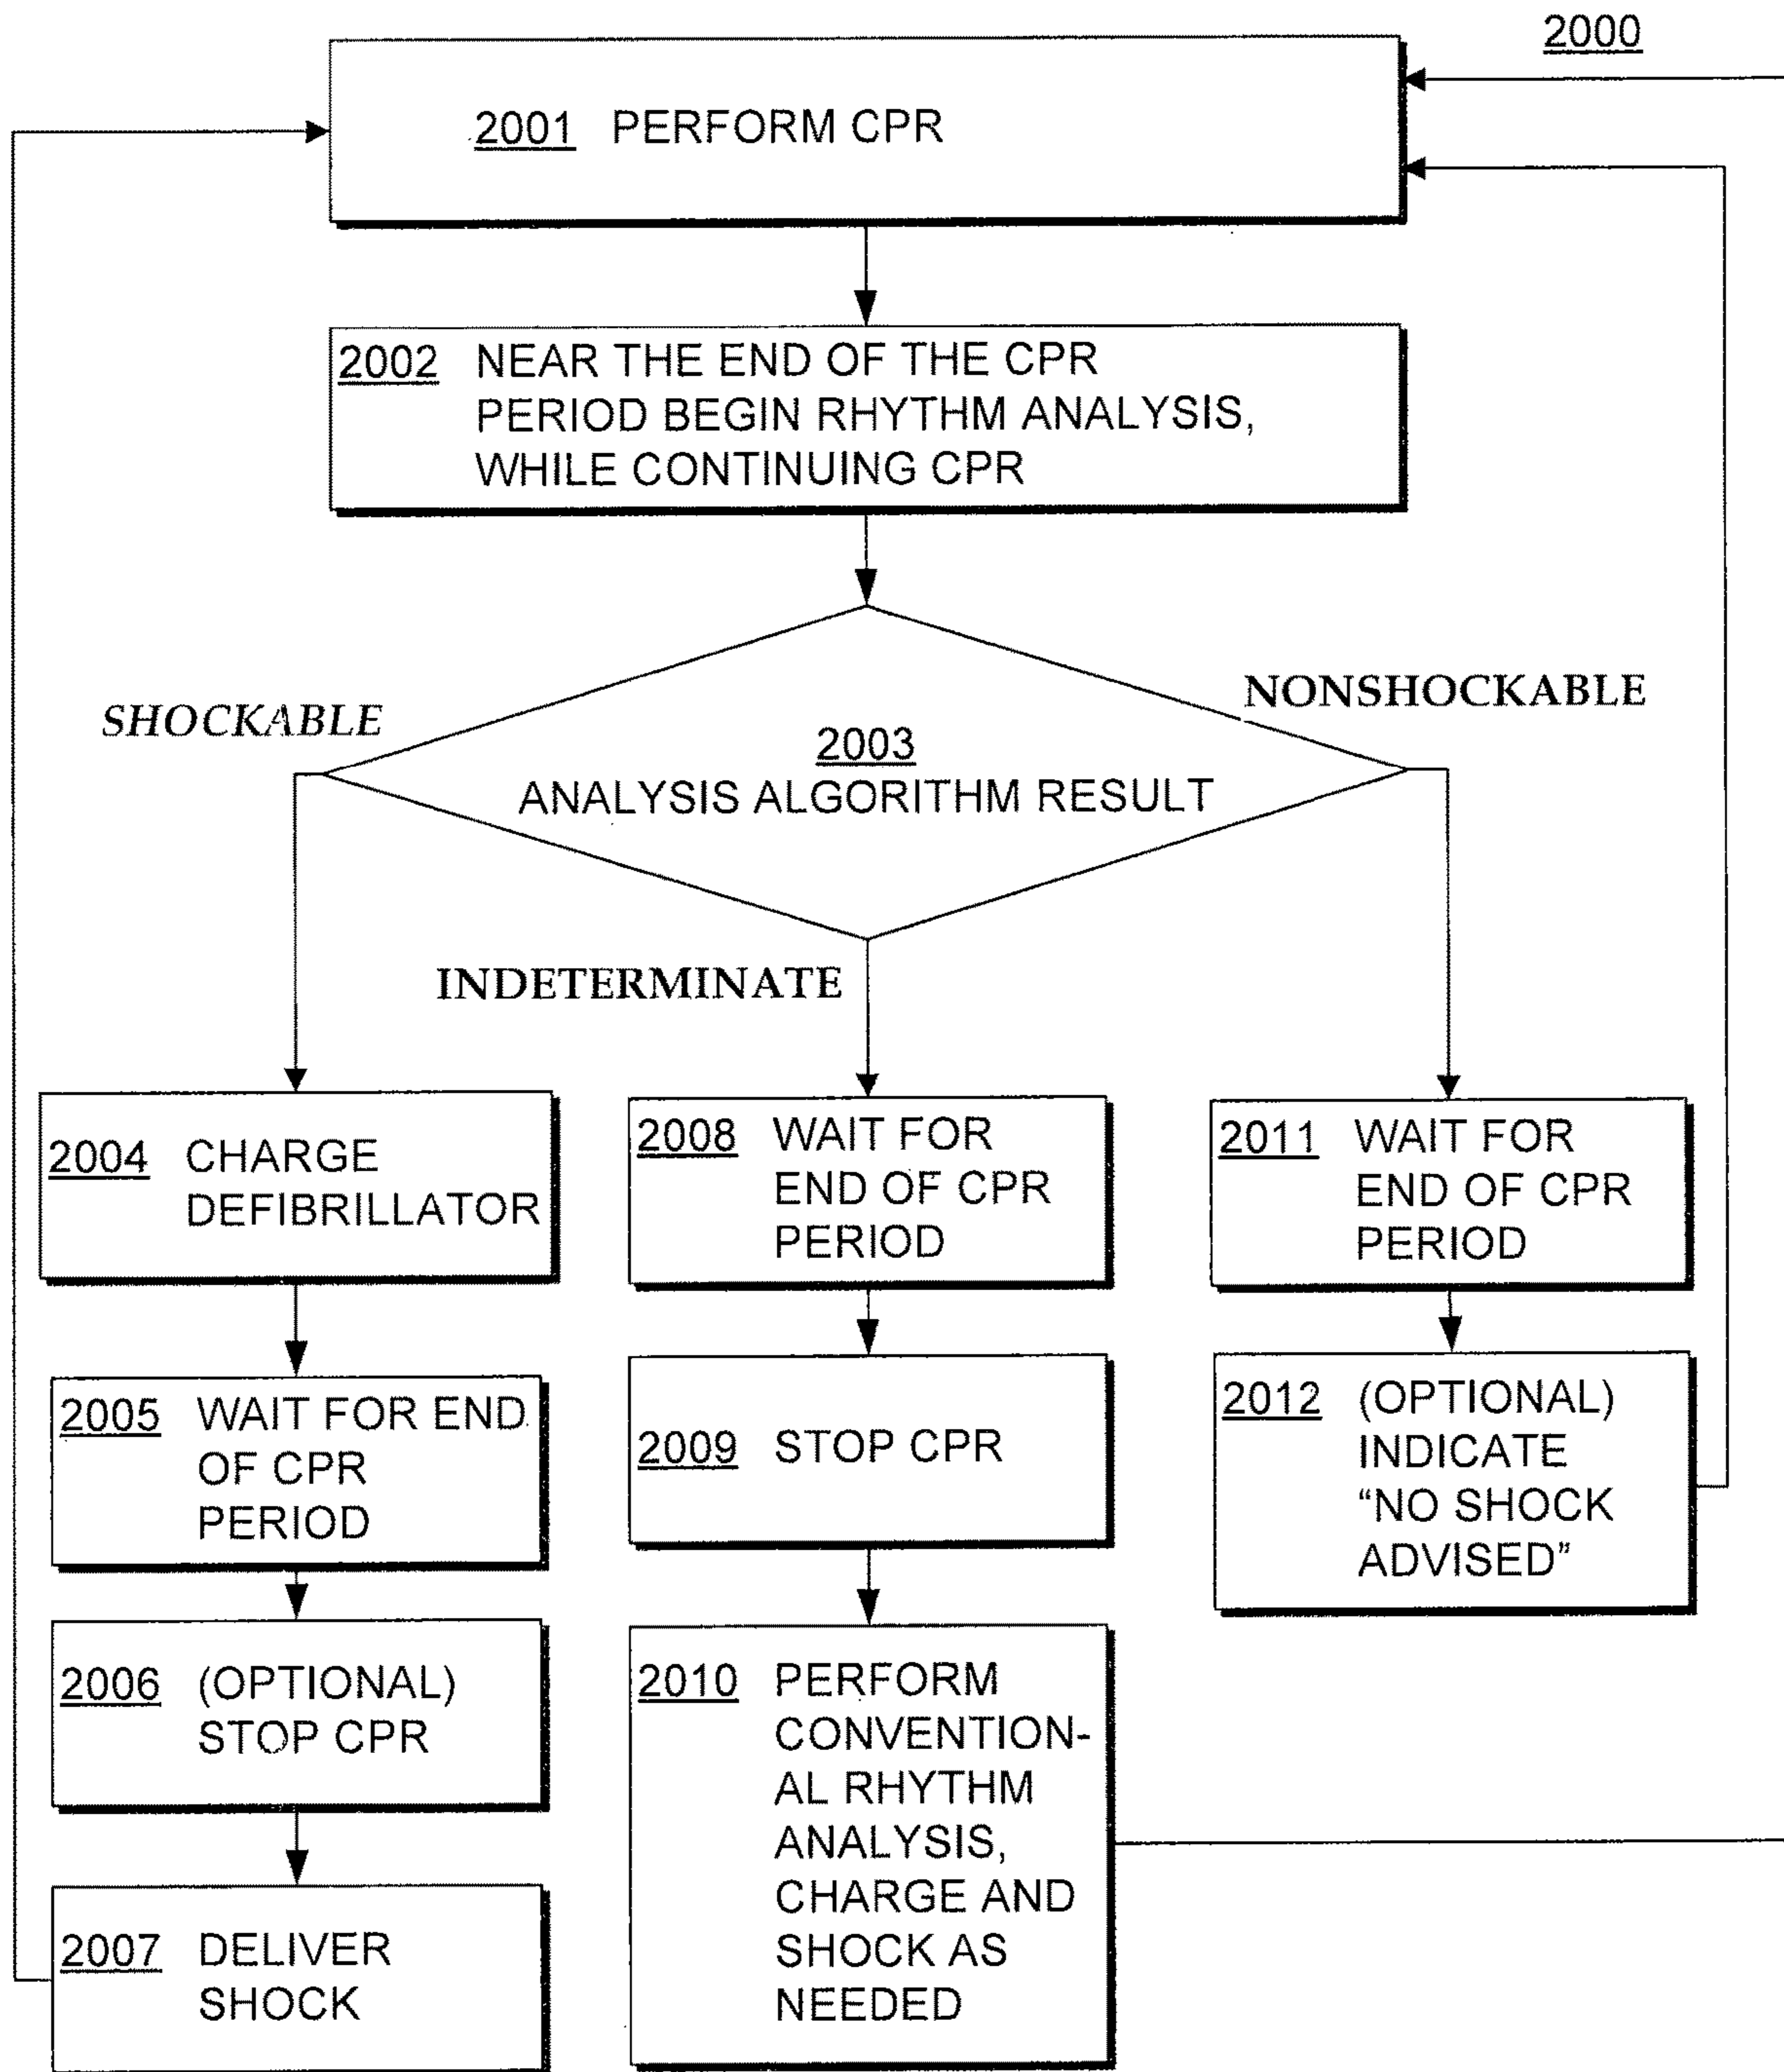 2000
2001 PERFORM CPR
2002 NEAR THE END OF THE CPR
PERIOD BEGIN RHYTHM ANALYSIS,
WHILE CONTINUING CPR
SHOCKABLE
NONSHOCKABLE
2003
ANALYSIS ALGORITHM RESULT
INDETERMINATE
2004 CHARGE
DEFIBRILLATOR
2005 WAIT FOR END
OF CPR
PERIOD
2006 (OPTIONAL)
STOP CPR
2007 DELIVER
SHOCK
2008 WAIT FOR
END OF CPR
PERIOD
2009 STOP CPR
2010 PERFORM
CONVENTION-
AL RHYTHM
ANALYSIS,
CHARGE AND
SHOCK AS
NEEDED
2011 WAIT FOR
END OF CPR
PERIOD
2012 (OPTIONAL)
INDICATE
“NO SHOCK
ADVISED”